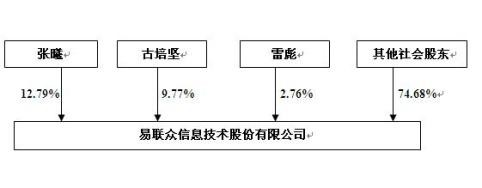 张曦 古培坚 雷彪 其他社会股东
12.79% 9.77% 2.76% 74.68%
易联众信息技术股份有限公司